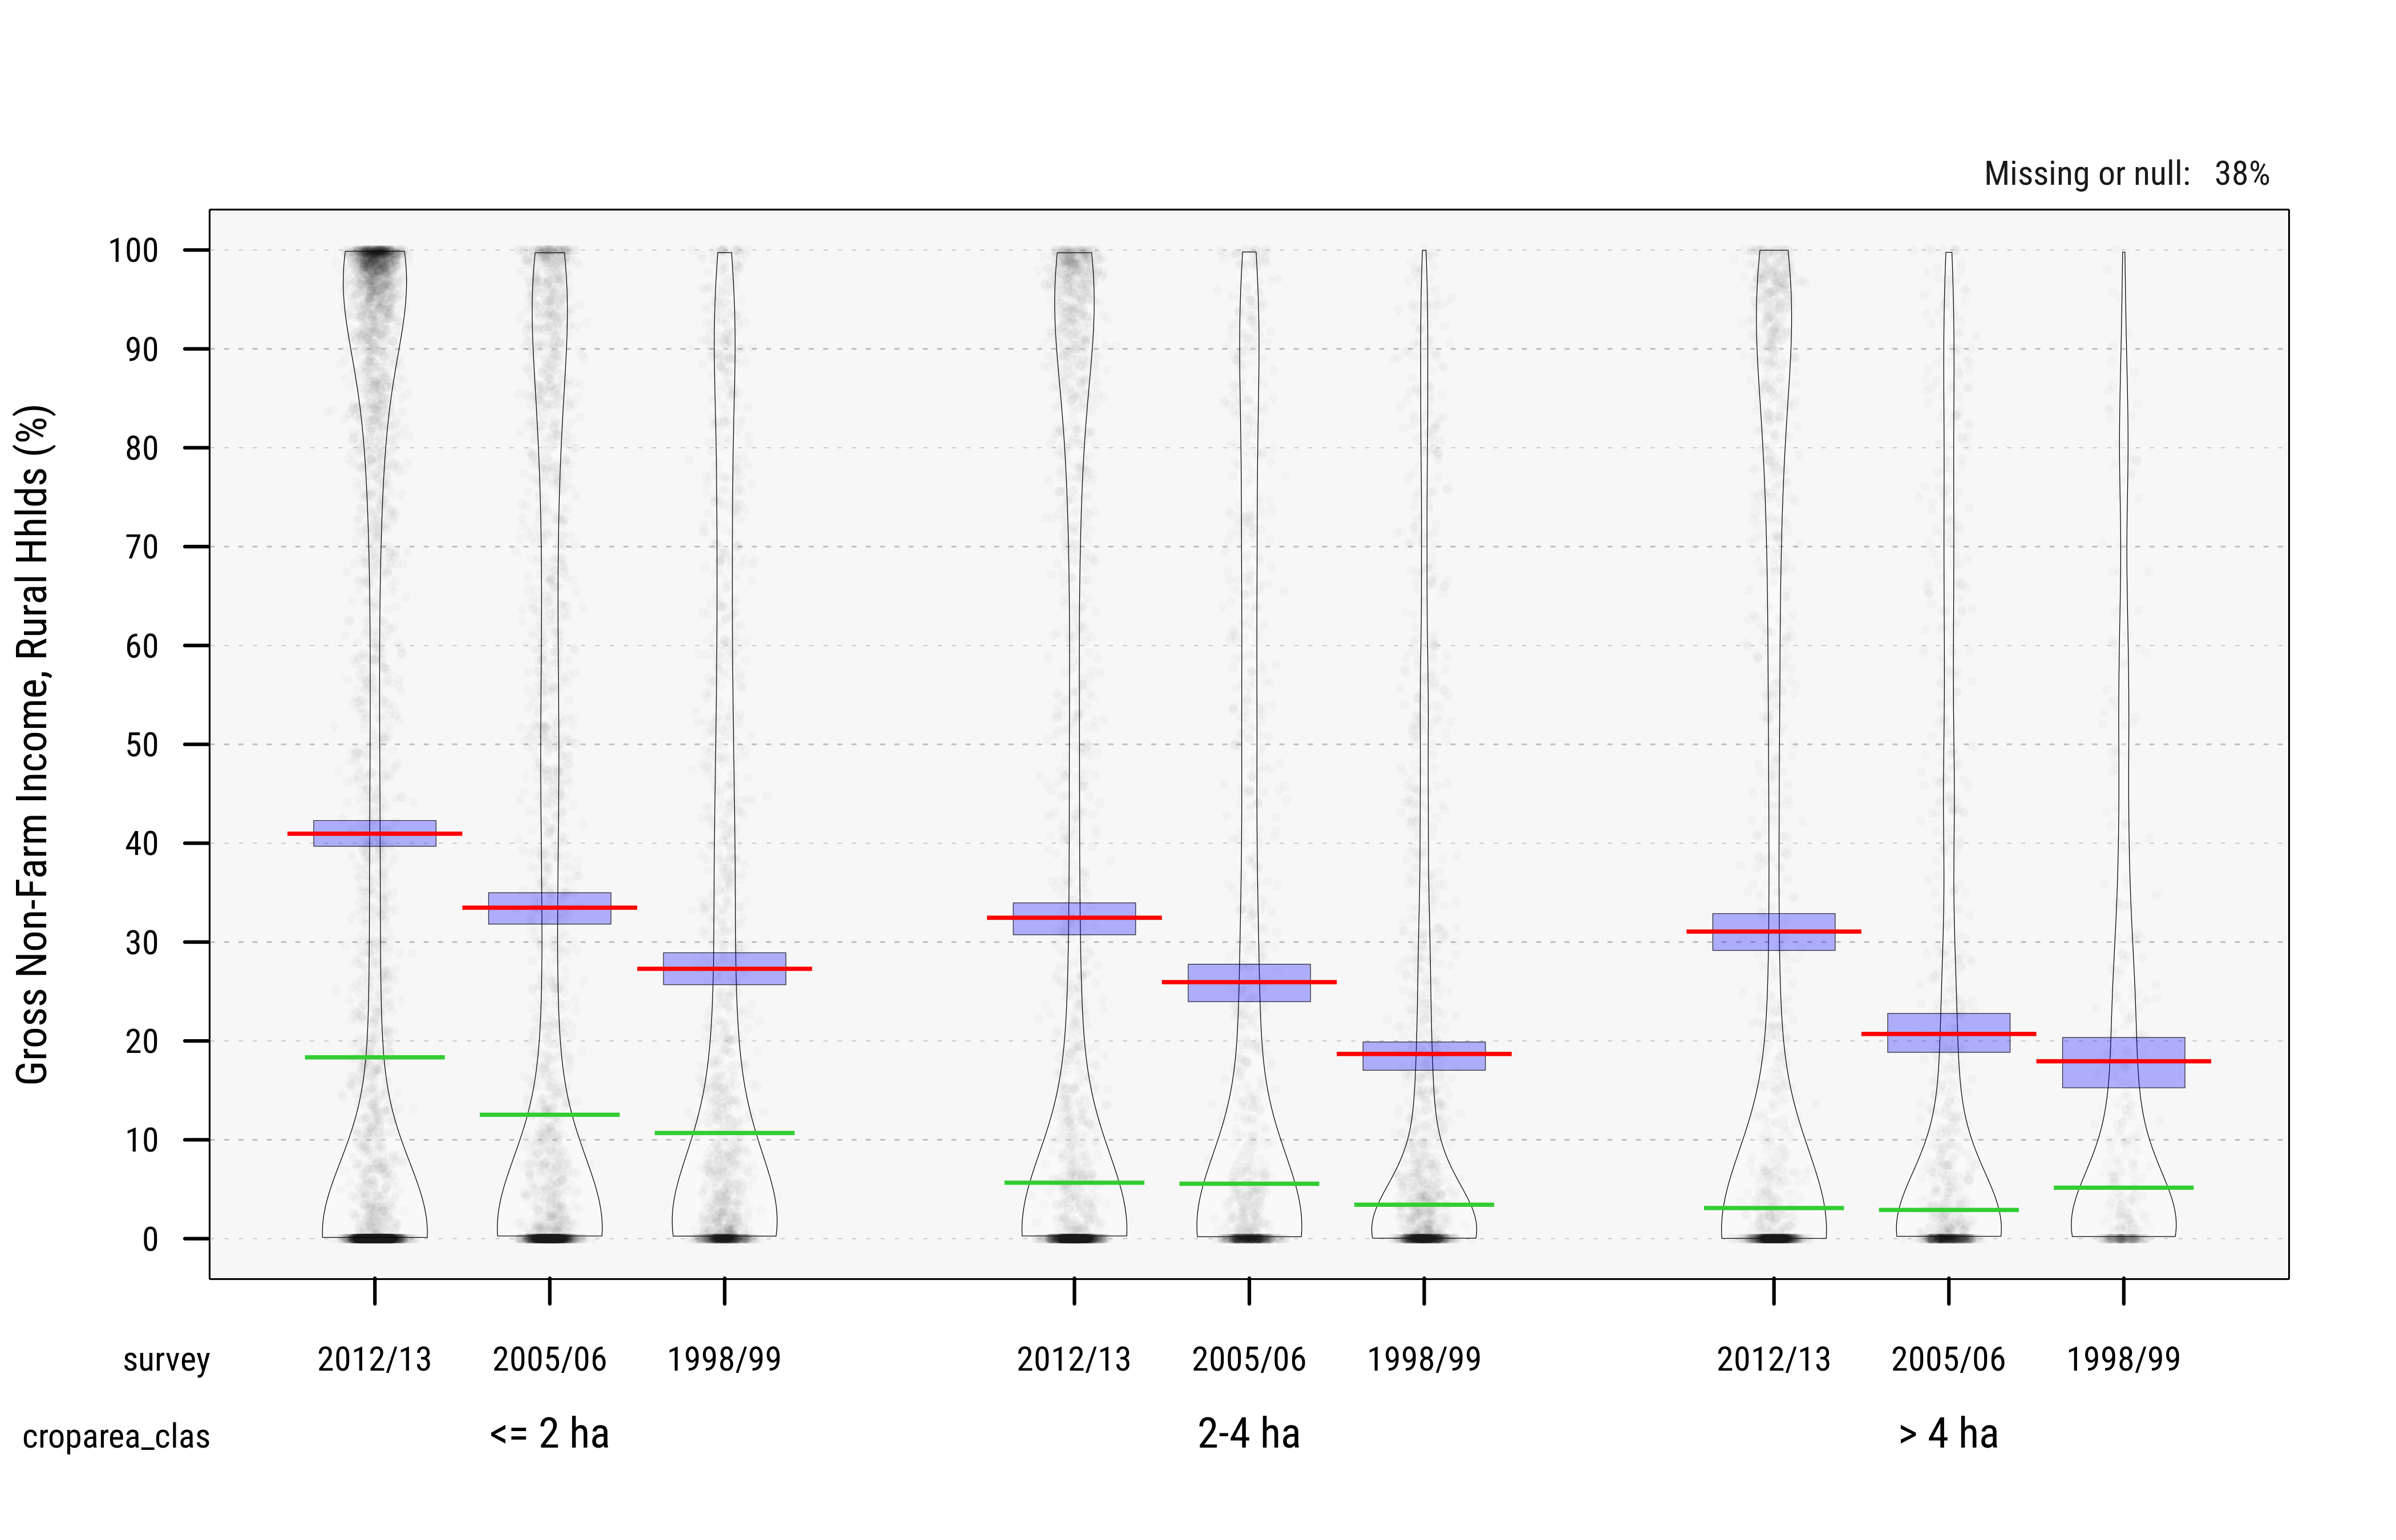 Missing or null: 38%
Gross Non-Farm Income, Rural Hhlds (%)
100
90
80
70
60
50
40
30
20
10
0
survey 2012/13 2005/06 1998/99 2012/13 2005/06 1998/99 2012/13 2005/06 1998/99
croparea_clas <= 2 ha 2-4 ha > 4 ha